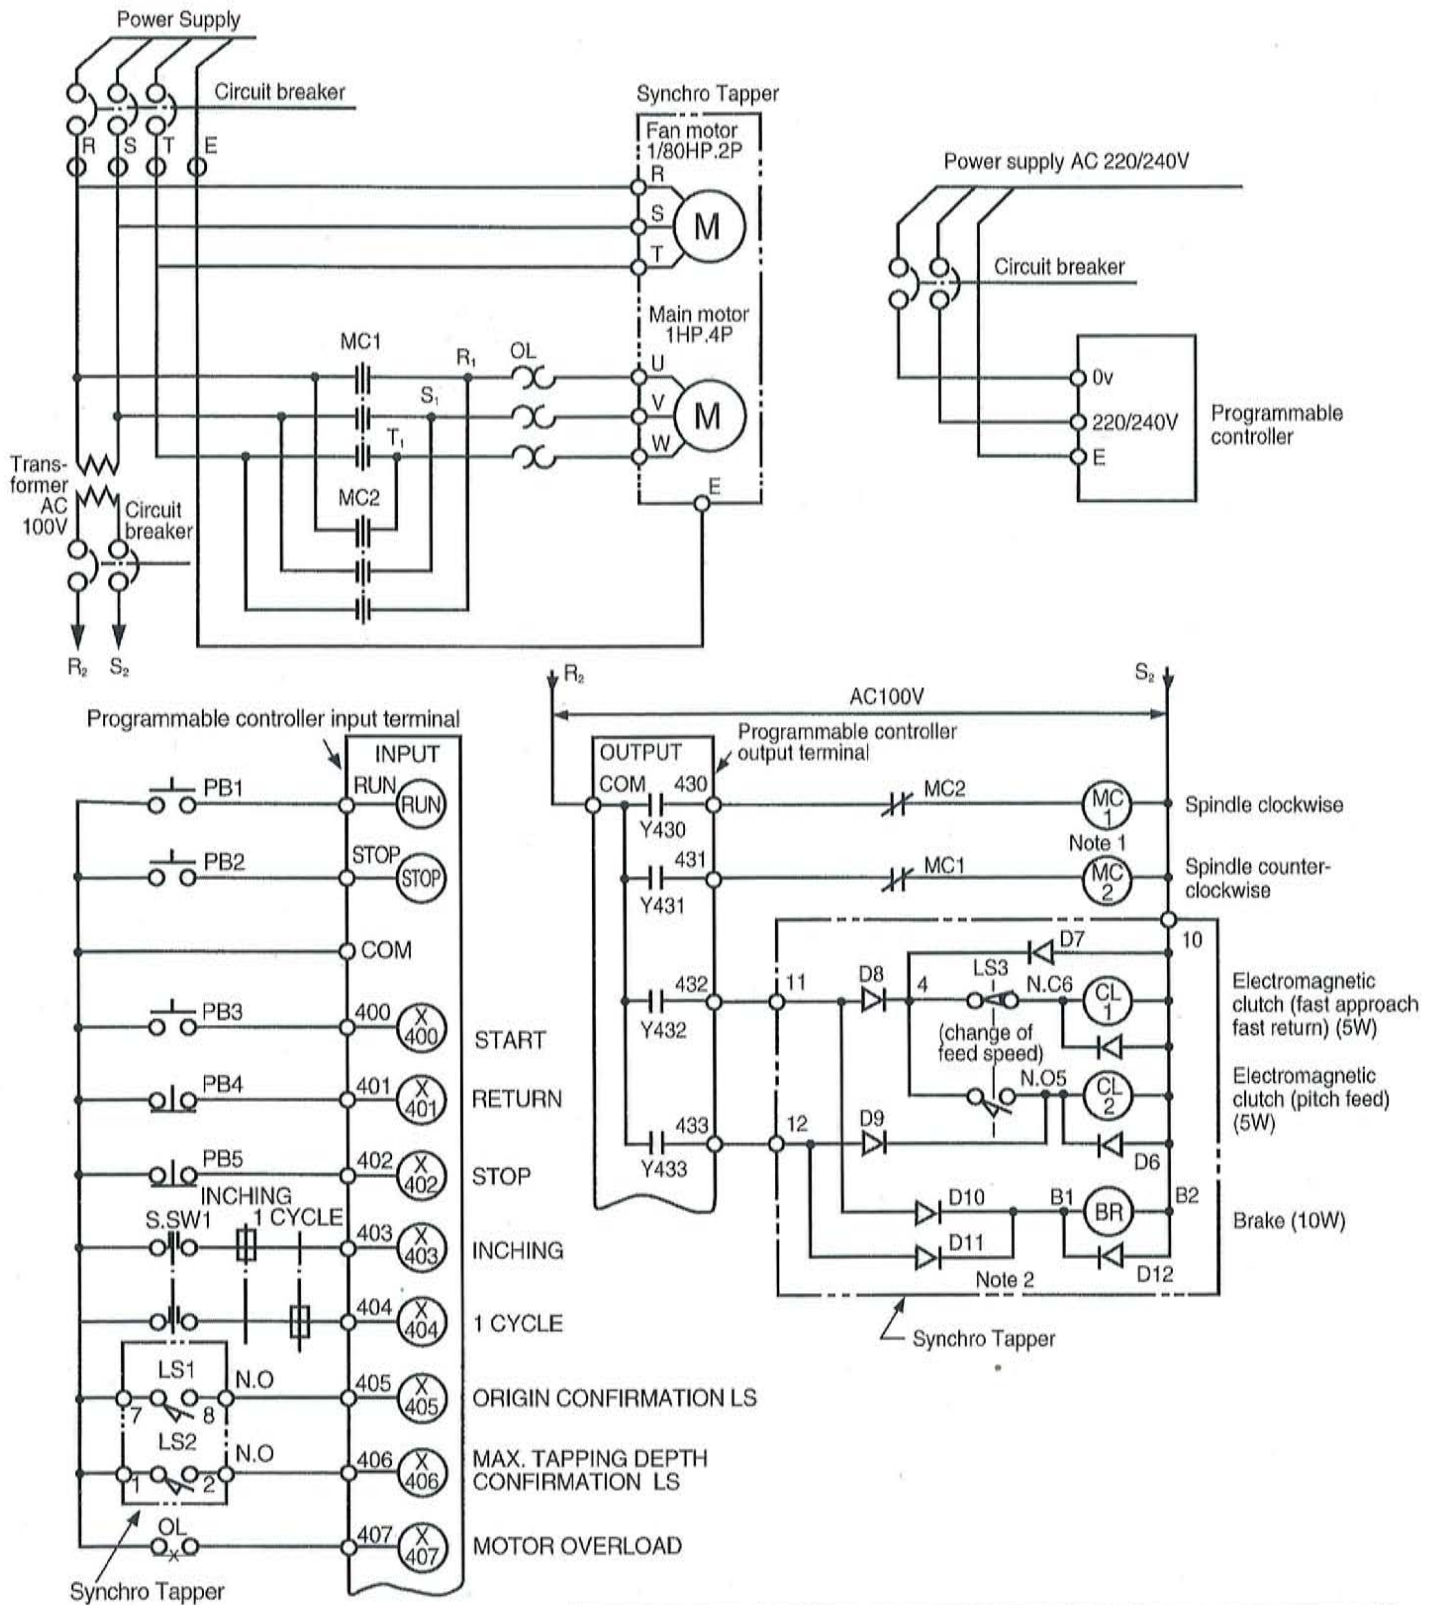 Power Supply
Circuit breaker
R S T E
Synchro Tapper
Fan motor
1/80HP.2P
R
S
T
M
Main motor
1HP.4P
U
V
W
M
E
MC1
R₁
OL
S₁
T₁
MC2
Trans-
former
AC
100V
Circuit
breaker
R₂ S₂
Power supply AC 220/240V
Circuit breaker
0v
220/240V
E
Programmable
controller
Programmable controller input terminal
INPUT
PB1
RUN
RUN
PB2
STOP
STOP
COM
PB3
400
X
400
START
PB4
401
X
401
RETURN
PB5
402
X
402
STOP
INCHING
S.SW1
1 CYCLE
403
X
403
INCHING
404
X
404
1 CYCLE
LS1
N.O
7 8
405
X
405
ORIGIN CONFIRMATION LS
LS2
N.O
1 2
406
X
406
MAX. TAPPING DEPTH
CONFIRMATION LS
OL
407
X
407
MOTOR OVERLOAD
Synchro Tapper
R₂
S₂
AC100V
Programmable controller
output terminal
OUTPUT
COM
430
Y430
MC2
MC
1
Spindle clockwise
Note 1
431
Y431
MC1
MC
2
Spindle counter-
clockwise
10
D7
432
Y432
11
D8
4
LS3
N.C6
CL
1
Electromagnetic
clutch (fast approach
fast return) (5W)
(change of
feed speed)
N.O5
CL
2
Electromagnetic
clutch (pitch feed)
(5W)
433
Y433
12
D9
D6
D10
B1
BR
B2
Brake (10W)
D11
D12
Note 2
Synchro Tapper